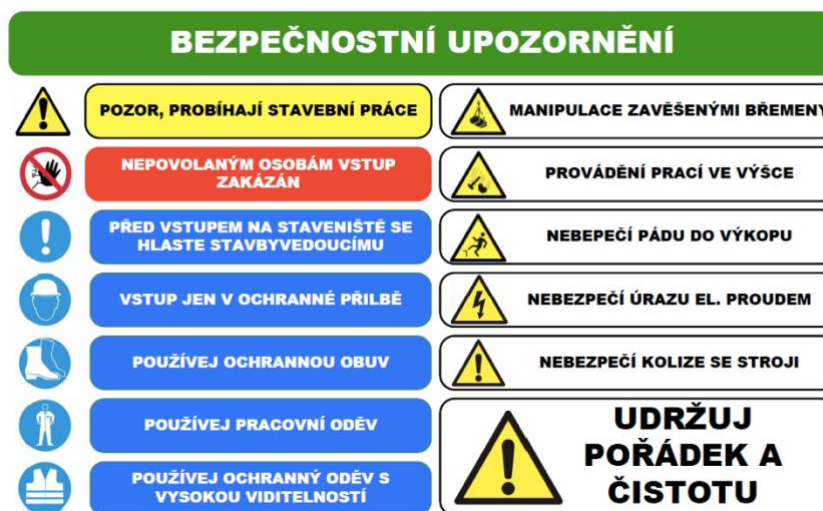 BEZPEČNOSTNÍ UPOZORNĚNÍ
POZOR, PROBÍHAJÍ STAVEBNÍ PRÁCE
NEPOVOLANÝM OSOBÁM VSTUP
ZAKÁZÁN
PŘED VSTUPEM NA STAVENIŠTĚ SE
HLASTE STAVBYVEDOUCÍMU
VSTUP JEN V OCHRANNÉ PŘILBĚ
POUŽÍVEJ OCHRANNOU OBUV
POUŽÍVEJ PRACOVNÍ ODĚV
POUŽÍVEJ OCHRANNÝ ODĚV S
VYSOKOU VIDITELNOSTÍ
MANIPULACE ZAVĚŠENÝMI BŘEMENY
PROVÁDĚNÍ PRACÍ VE VÝŠCE
NEBEPEČÍ PÁDU DO VÝKOPU
NEBEZPEČÍ ÚRAZU EL. PROUDEM
NEBEZPEČÍ KOLIZE SE STROJI
UDRŽUJ
POŘÁDEK A
ČISTOTU